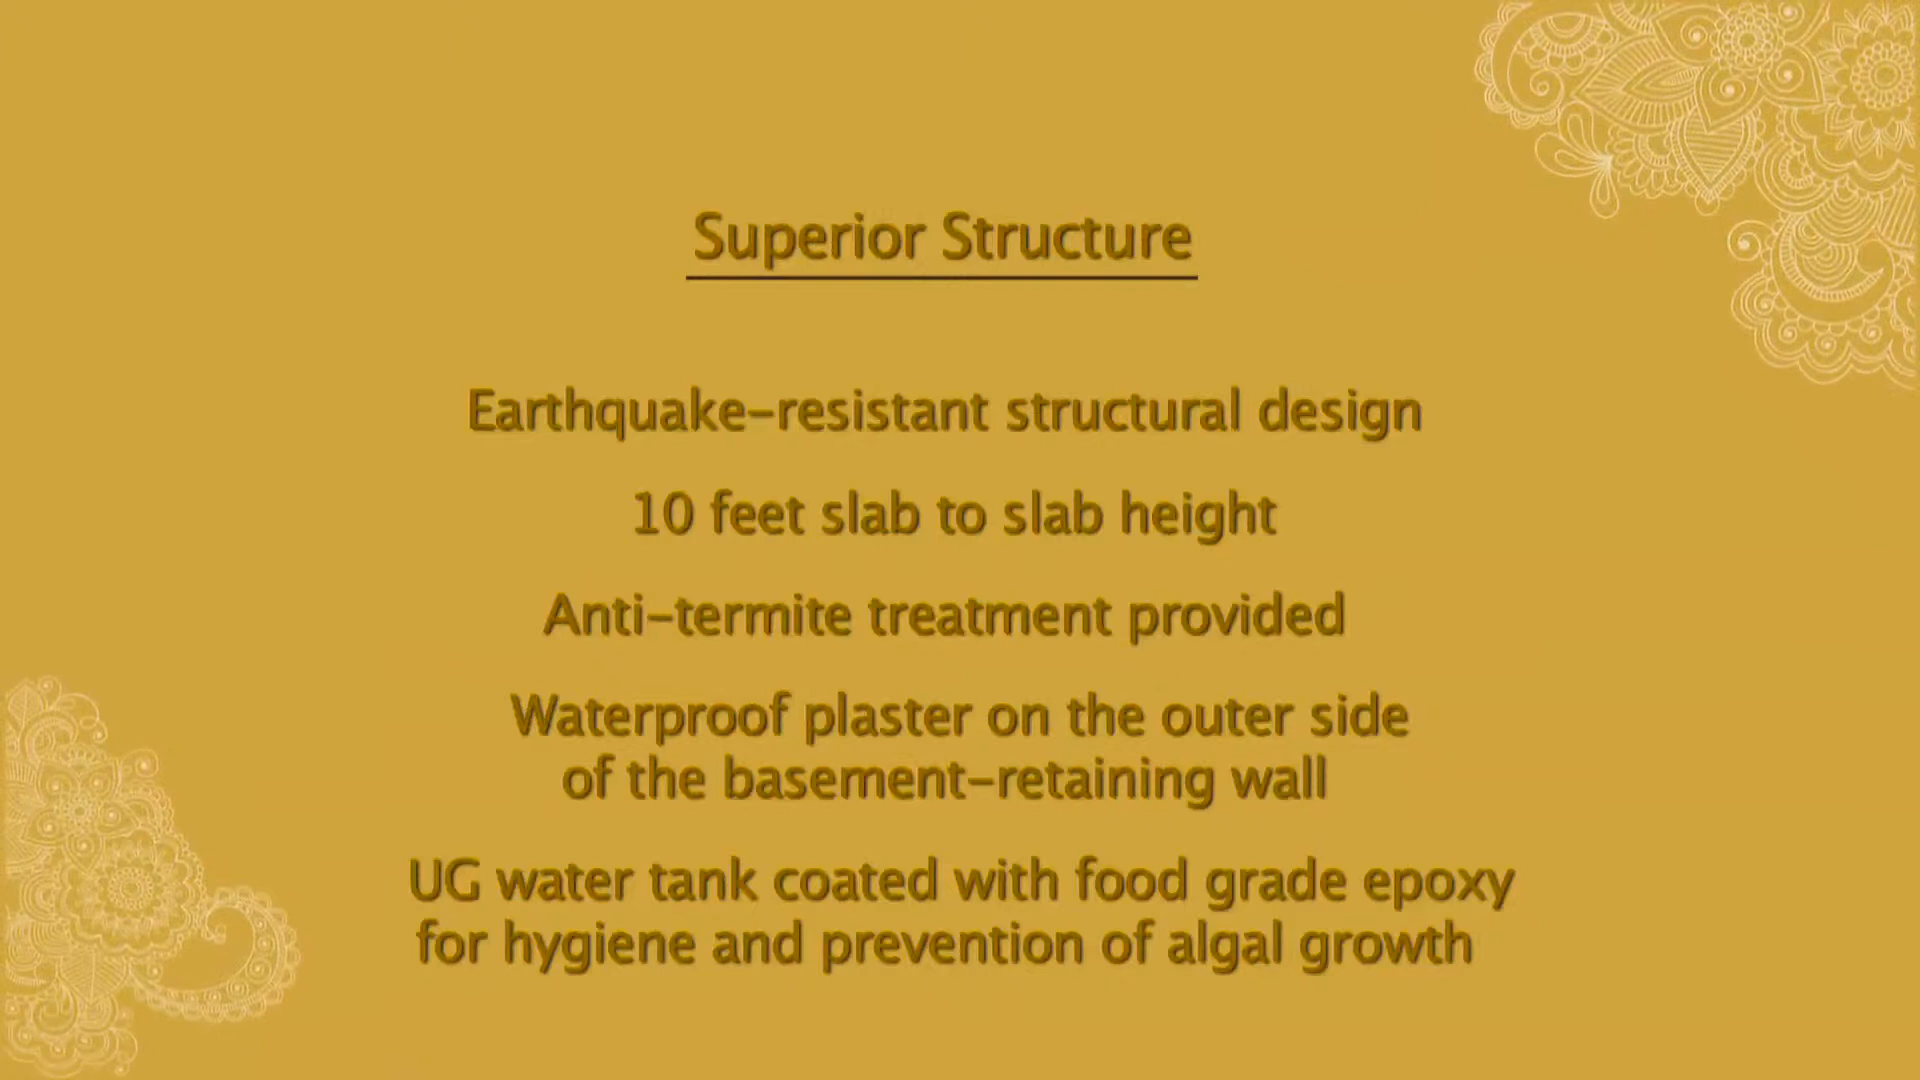 Superior Structure
Earthquake-resistant structural design
10 feet slab to slab height
Anti-termite treatment provided
Waterproof plaster on the outer side
of the basement-retaining wall
UG water tank coated with food grade epoxy
for hygiene and prevention of algal growth